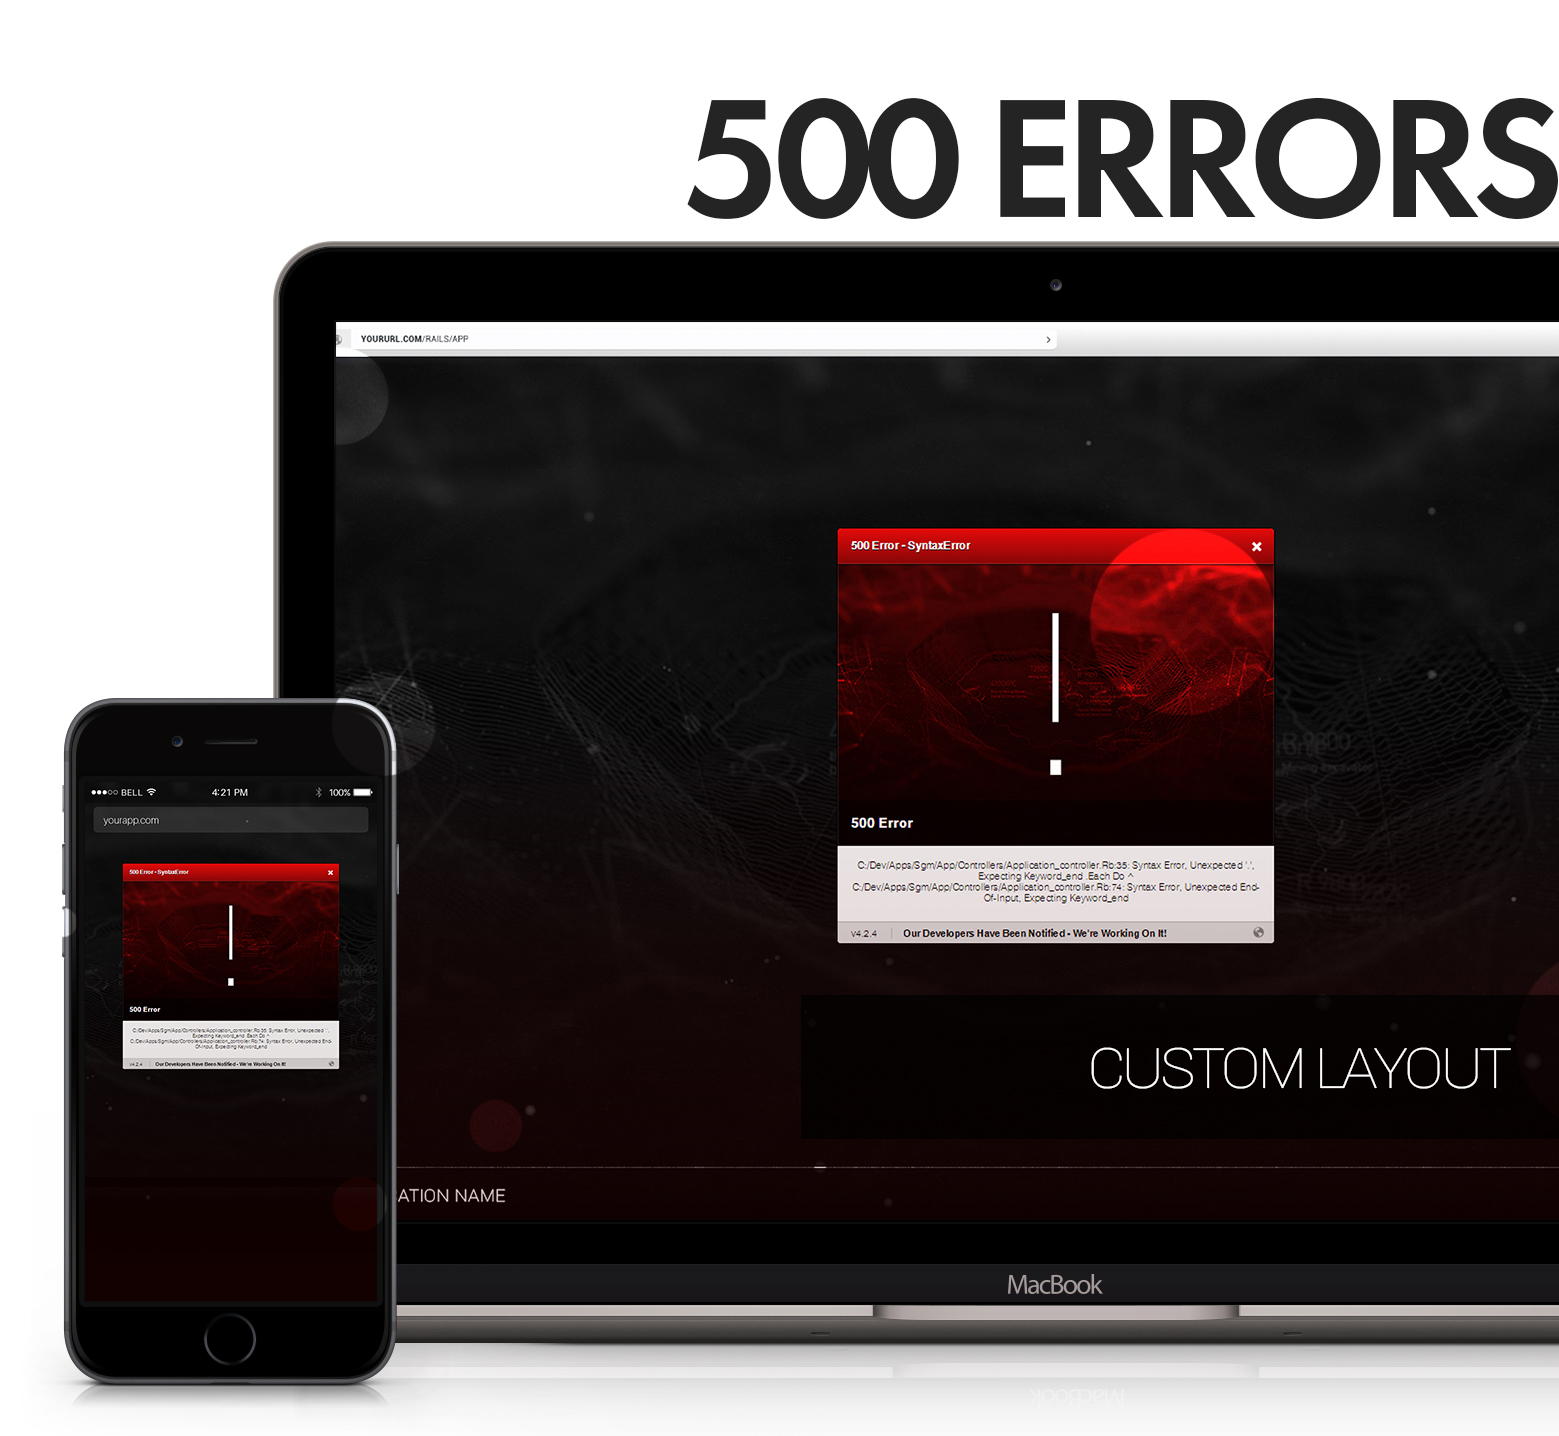 500 ERRORS
YOURURL.COM/RAILS/APP
500 Error - SyntaxError
500 Error
C:/Dev/Apps/Sgm/App/Controllers/Application_controller.Rb:35: Syntax Error, Unexpected '.',
Expecting Keyword_end .Each Do ^
C:/Dev/Apps/Sgm/App/Controllers/Application_controller.Rb:74: Syntax Error, Unexpected End-
Of-Input, Expecting Keyword_end
v4.2.4 Our Developers Have Been Notified - We're Working On It!
CUSTOM LAYOUT
ATION NAME
MacBook
BELL 4:21 PM 100%
yourapp.com
500 Error - SyntaxError
500 Error
C:/Dev/Apps/Sgm/App/Controllers/Application_controller.Rb:35: Syntax Error, Unexpected '.',
Expecting Keyword_end .Each Do ^
C:/Dev/Apps/Sgm/App/Controllers/Application_controller.Rb:74: Syntax Error, Unexpected End-
Of-Input, Expecting Keyword_end
v4.2.4 Our Developers Have Been Notified - We're Working On It!